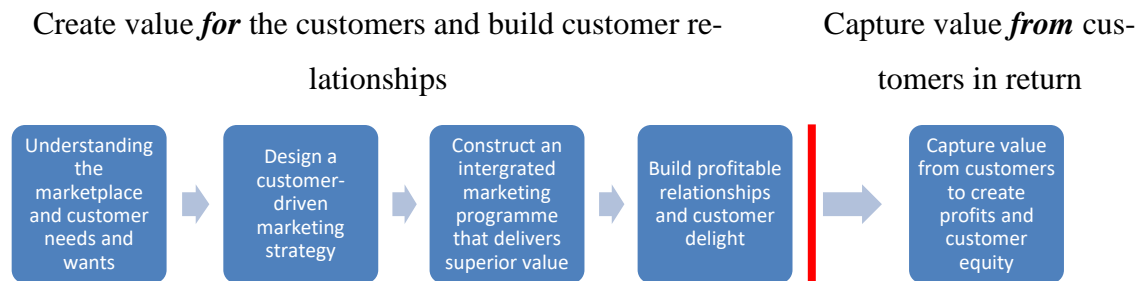 Create value for the customers and build customer re-
lationships
Capture value from cus-
tomers in return
Understanding
the
marketplace
and customer
needs and
wants
Design a
customer-
driven
marketing
strategy
Construct an
intergrated
marketing
programme
that delivers
superior value
Build profitable
relationships
and customer
delight
Capture value
from customers
to create
profits and
customer
equity